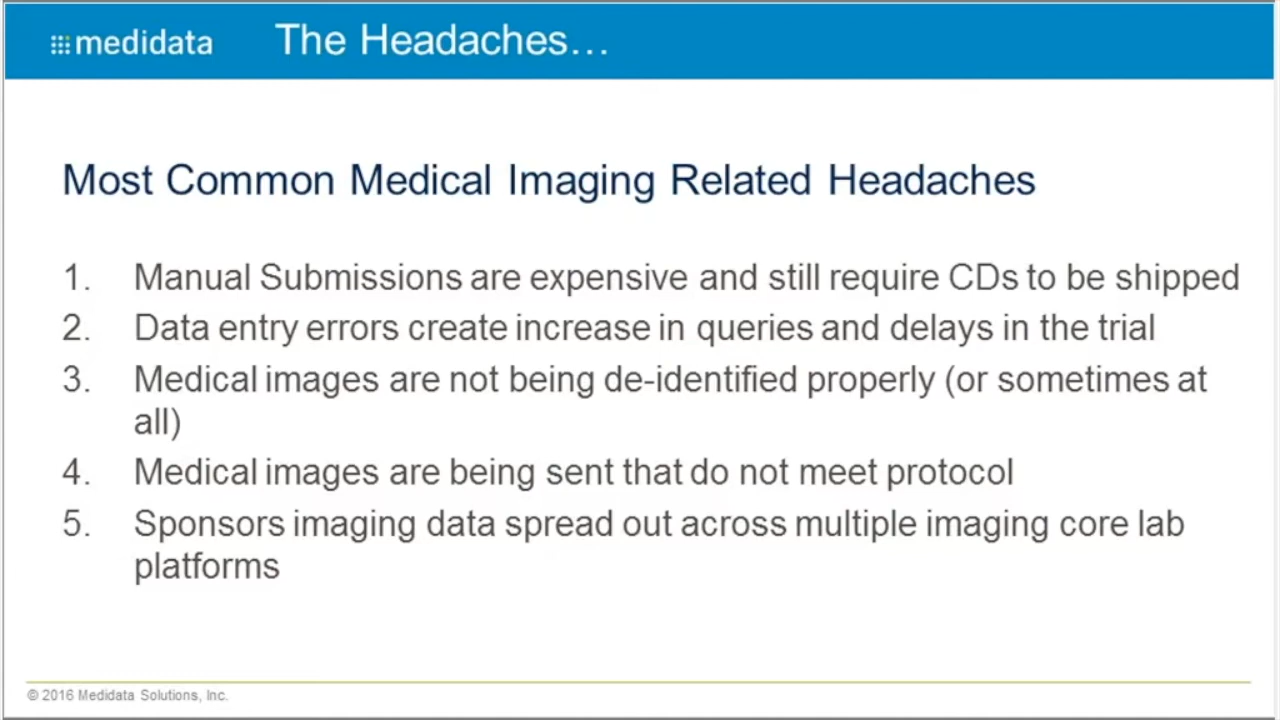 medidata The Headaches…
Most Common Medical Imaging Related Headaches
1. Manual Submissions are expensive and still require CDs to be shipped
2. Data entry errors create increase in queries and delays in the trial
3. Medical images are not being de-identified properly (or sometimes at
all)
4. Medical images are being sent that do not meet protocol
5. Sponsors imaging data spread out across multiple imaging core lab
platforms
© 2016 Medidata Solutions, Inc.